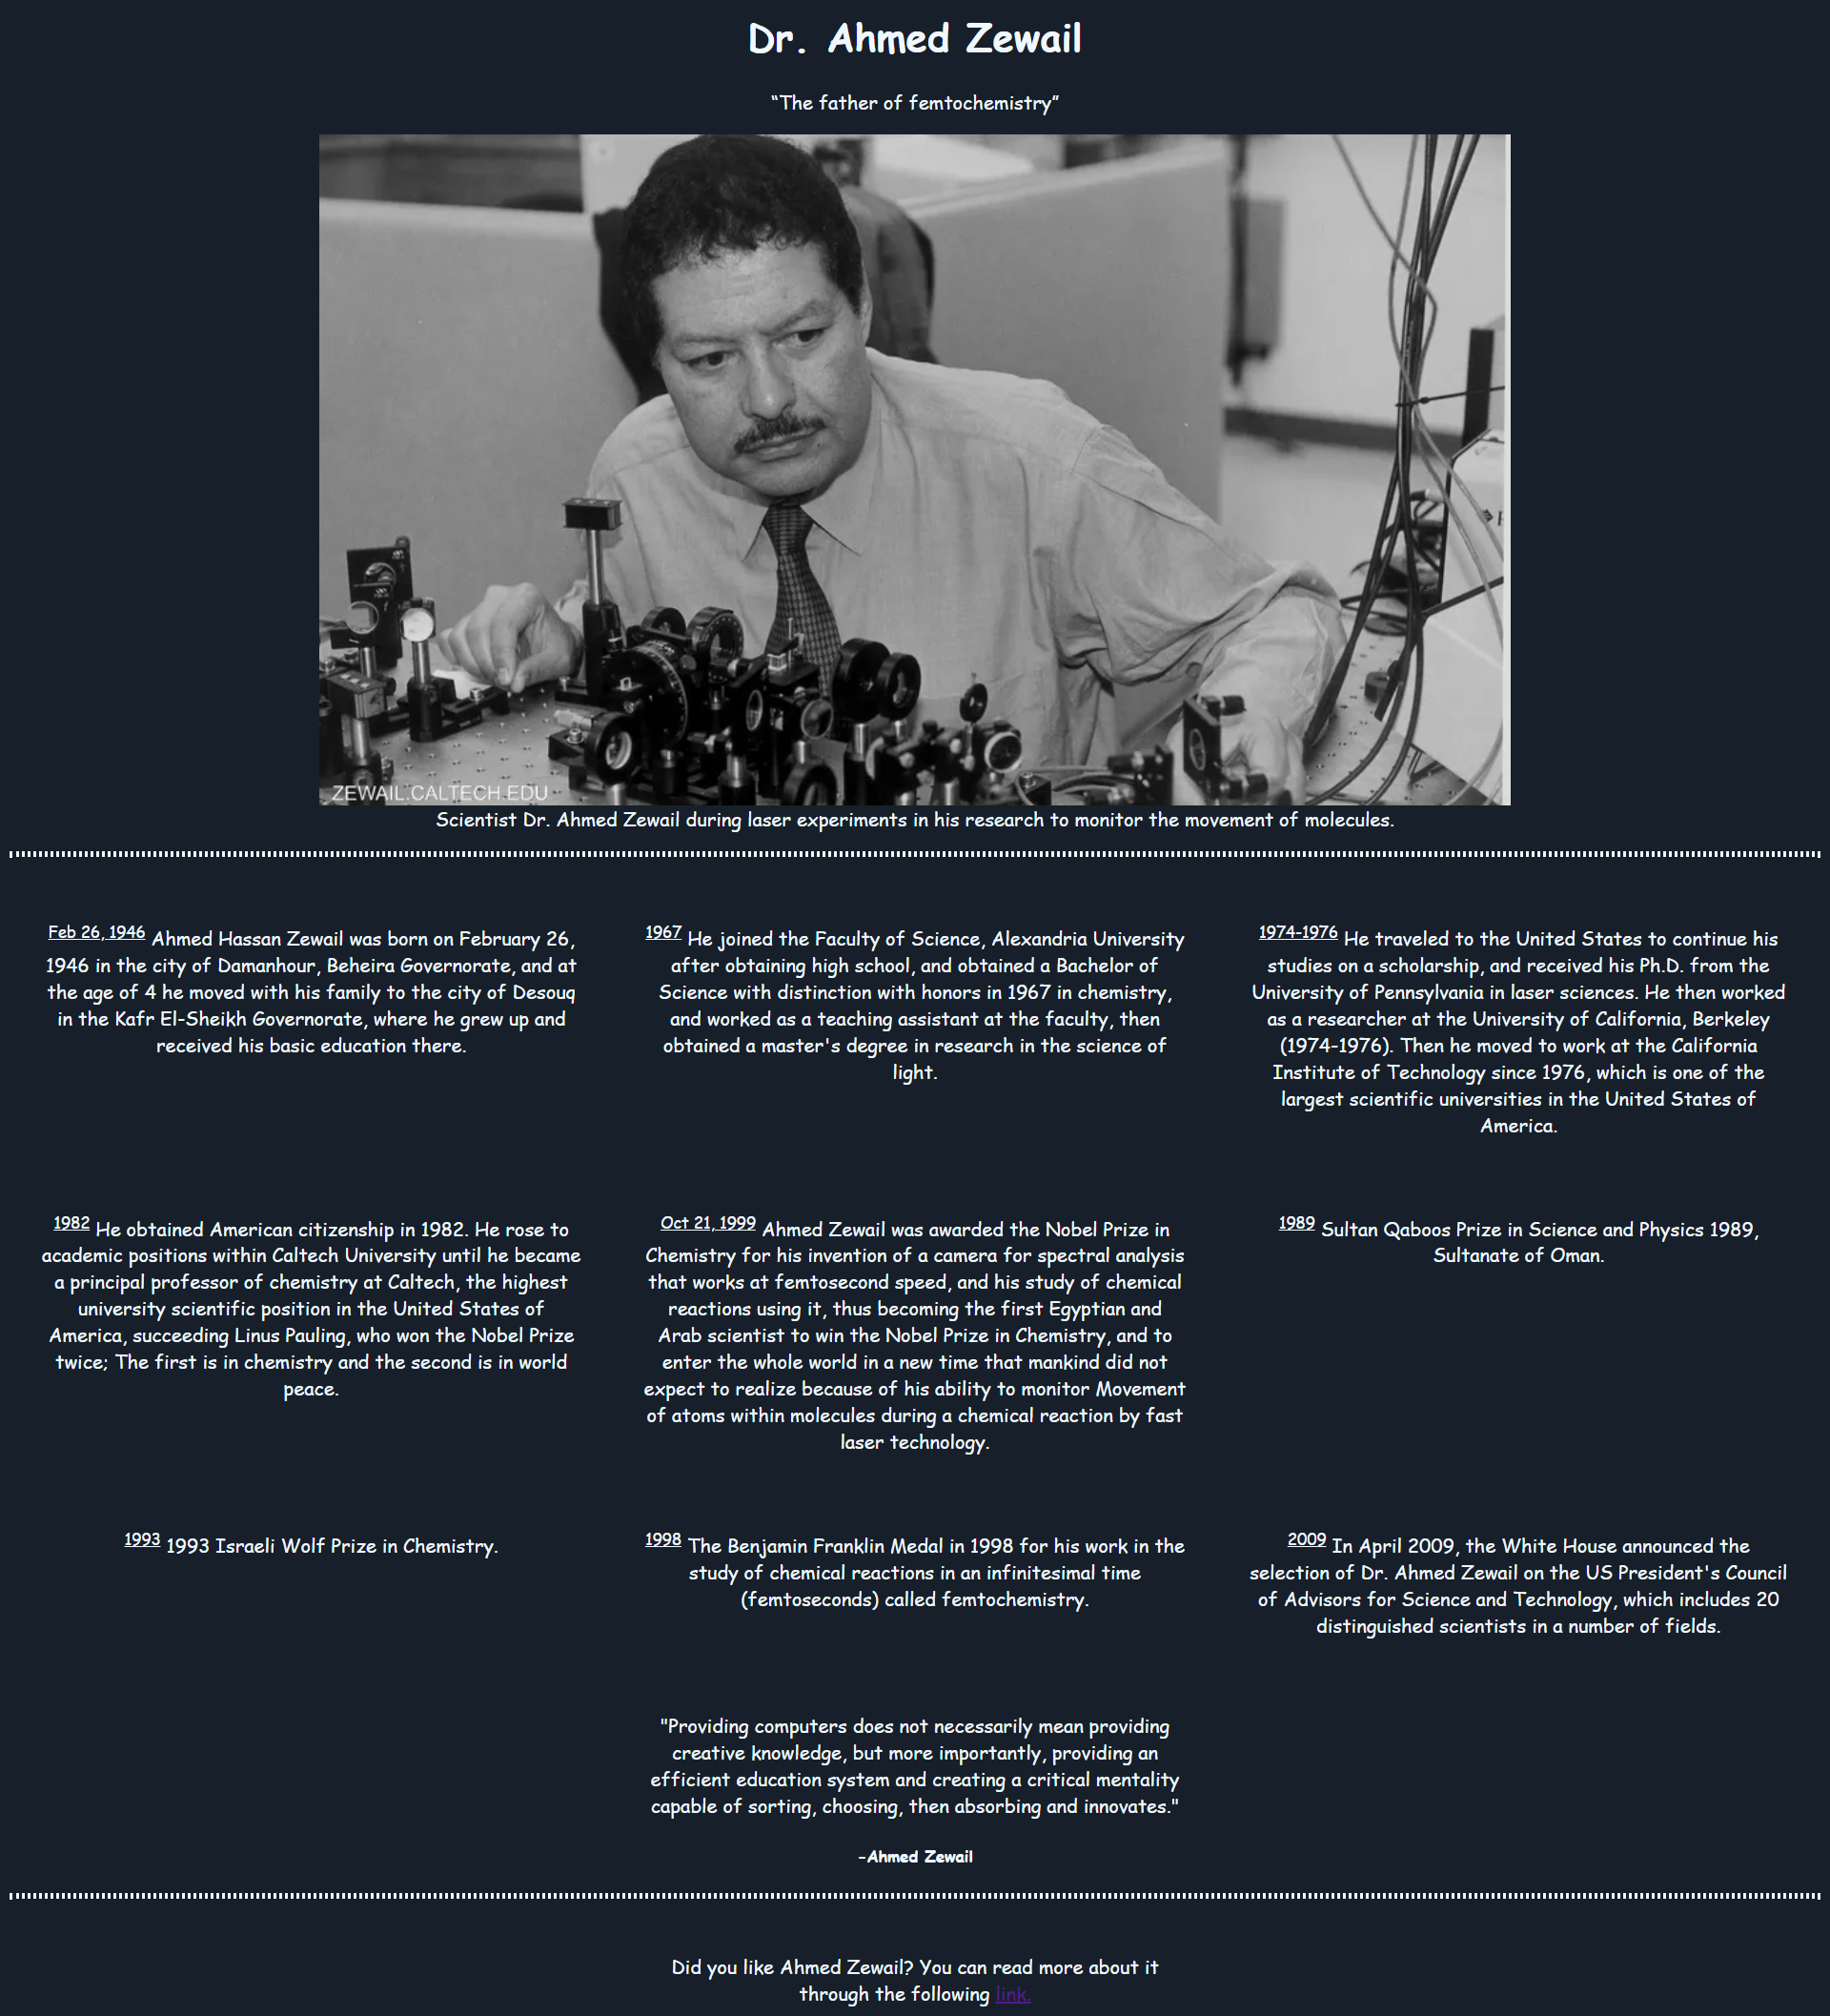 Dr. Ahmed Zewail
“The father of femtochemistry”
ZEWAIL.CALTECH.EDU
Scientist Dr. Ahmed Zewail during laser experiments in his research to monitor the movement of molecules.
Feb 26, 1946 Ahmed Hassan Zewail was born on February 26,
1946 in the city of Damanhour, Beheira Governorate, and at
the age of 4 he moved with his family to the city of Desouq
in the Kafr El-Sheikh Governorate, where he grew up and
received his basic education there.
1967 He joined the Faculty of Science, Alexandria University
after obtaining high school, and obtained a Bachelor of
Science with distinction with honors in 1967 in chemistry,
and worked as a teaching assistant at the faculty, then
obtained a master's degree in research in the science of
light.
1974-1976 He traveled to the United States to continue his
studies on a scholarship, and received his Ph.D. from the
University of Pennsylvania in laser sciences. He then worked
as a researcher at the University of California, Berkeley
(1974-1976). Then he moved to work at the California
Institute of Technology since 1976, which is one of the
largest scientific universities in the United States of
America.
1982 He obtained American citizenship in 1982. He rose to
academic positions within Caltech University until he became
a principal professor of chemistry at Caltech, the highest
university scientific position in the United States of
America, succeeding Linus Pauling, who won the Nobel Prize
twice; The first is in chemistry and the second is in world
peace.
Oct 21, 1999 Ahmed Zewail was awarded the Nobel Prize in
Chemistry for his invention of a camera for spectral analysis
that works at femtosecond speed, and his study of chemical
reactions using it, thus becoming the first Egyptian and
Arab scientist to win the Nobel Prize in Chemistry, and to
enter the whole world in a new time that mankind did not
expect to realize because of his ability to monitor Movement
of atoms within molecules during a chemical reaction by fast
laser technology.
1989 Sultan Qaboos Prize in Science and Physics 1989,
Sultanate of Oman.
1993 1993 Israeli Wolf Prize in Chemistry.
1998 The Benjamin Franklin Medal in 1998 for his work in the
study of chemical reactions in an infinitesimal time
(femtoseconds) called femtochemistry.
2009 In April 2009, the White House announced the
selection of Dr. Ahmed Zewail on the US President's Council
of Advisors for Science and Technology, which includes 20
distinguished scientists in a number of fields.
"Providing computers does not necessarily mean providing
creative knowledge, but more importantly, providing an
efficient education system and creating a critical mentality
capable of sorting, choosing, then absorbing and innovates."
-Ahmed Zewail
Did you like Ahmed Zewail? You can read more about it
through the following link.